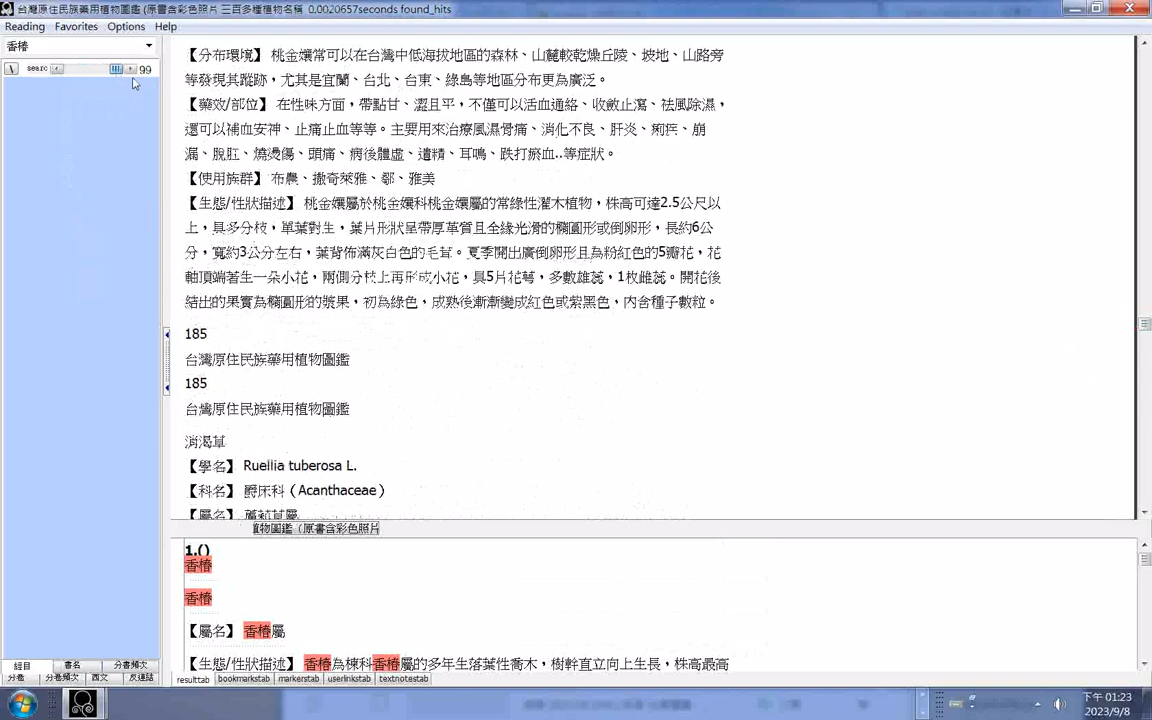 台灣原住民族藥用植物圖鑑 (原書含彩色照片 三百多種植物名稱 0.0020657seconds found_hits
Reading Favorites Options Help
香椿
searc 99
【分布環境】 桃金孃常可以在台灣中低海拔地區的森林、山麓較乾燥丘陵、坡地、山路旁
等發現其蹤跡，尤其是宜蘭、台北、台東、綠島等地區分布更為廣泛。
【藥效/部位】 在性味方面，帶點甘、澀且平，不僅可以活血通絡、收斂止瀉、祛風除濕，
還可以補血安神、止痛止血等等。主要用來治療風濕骨痛、消化不良、肝炎、痢疾、崩
漏、脫肛、燒燙傷、頭痛、病後體虛、遺精、耳鳴、跌打瘀血..等症狀。
【使用族群】 布農、撒奇萊雅、鄒、雅美
【生態/性狀描述】 桃金孃屬於桃金孃科桃金孃屬的常綠性灌木植物，株高可達2.5公尺以
上，具多分枝，單葉對生，葉片形狀呈帶厚革質且全緣光滑的橢圓形或倒卵形，長約6公
分，寬約3公分左右，葉背佈滿灰白色的毛茸。夏季開出廣倒卵形且為粉紅色的5瓣花，花
軸頂端著生一朵小花，兩側分枝上再形成小花，具5片花萼，多數雄蕊，1枚雌蕊。開花後
結出的果實為橢圓形的漿果，初為綠色，成熟後漸漸變成紅色或紫黑色，內含種子數粒。
185
台灣原住民族藥用植物圖鑑
185
台灣原住民族藥用植物圖鑑
消渴草
【學名】 Ruellia tuberosa L.
【科名】 爵床科（Acanthaceae）
【屬名】 蘆莉草屬
植物圖鑑（原書含彩色照片
1.()
香椿
香椿
【屬名】 香椿屬
【生態/性狀描述】 香椿為楝科香椿屬的多年生落葉性喬木，樹幹直立向上生長，株高最高
經目 書名 分書頻次
分卷 分卷頻次 西文 反連結
resulttab bookmarkstab markerstab userlinkstab textnotestab
下午 01:23
2023/9/8